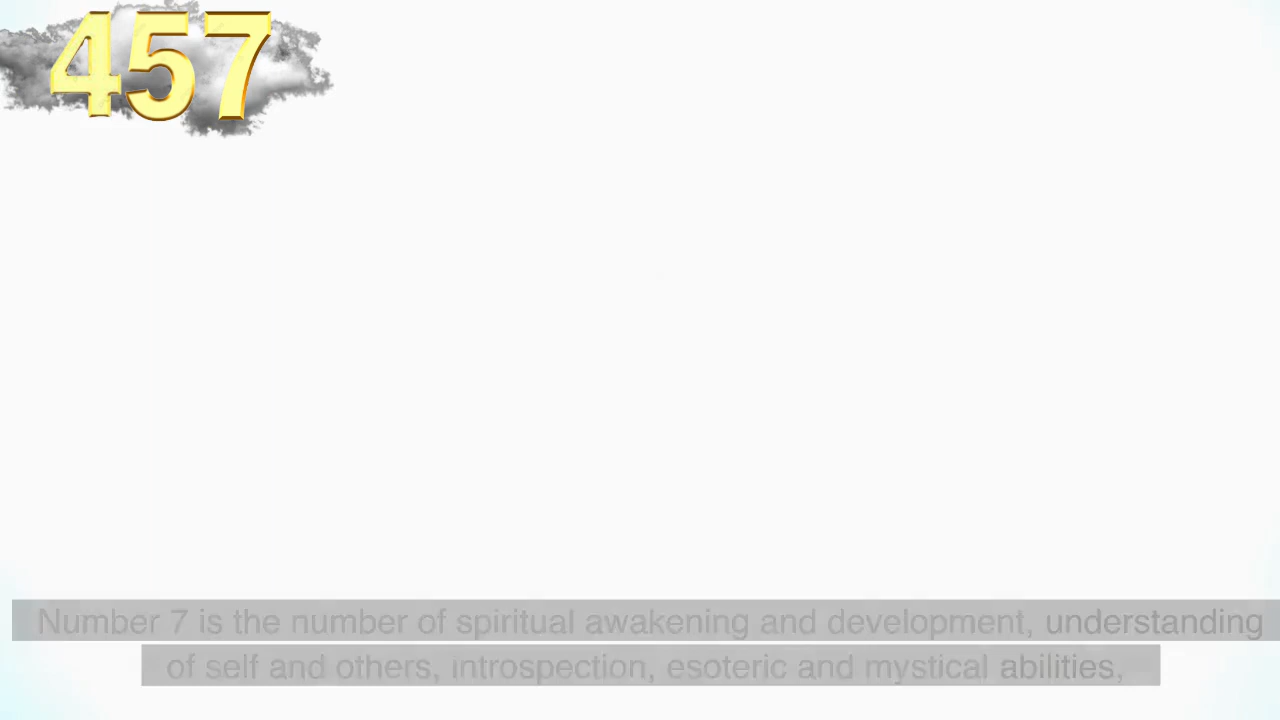 457
Number 7 is the number of spiritual awakening and development, understanding
of self and others, introspection, esoteric and mystical abilities,